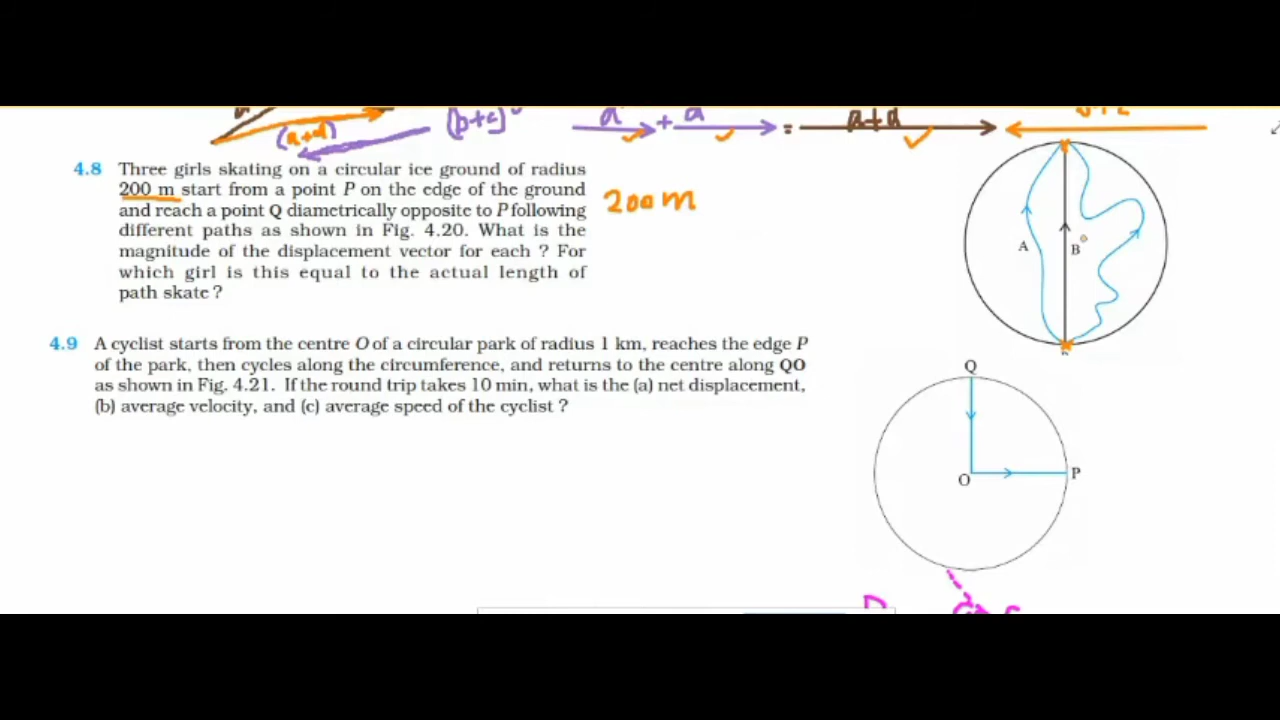 (a+d)
(b+c)
a + d = a+d
4.8 Three girls skating on a circular ice ground of radius
200 m start from a point P on the edge of the ground
and reach a point Q diametrically opposite to P following
different paths as shown in Fig. 4.20. What is the
magnitude of the displacement vector for each ? For
which girl is this equal to the actual length of
path skate ?
200 m
A
B
4.9 A cyclist starts from the centre O of a circular park of radius 1 km, reaches the edge P
of the park, then cycles along the circumference, and returns to the centre along QO
as shown in Fig. 4.21. If the round trip takes 10 min, what is the (a) net displacement,
(b) average velocity, and (c) average speed of the cyclist ?
Q
O
P